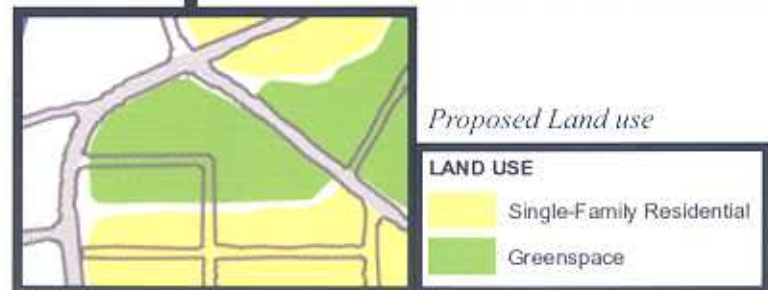 Proposed Land use
LAND USE
Single-Family Residential
Greenspace